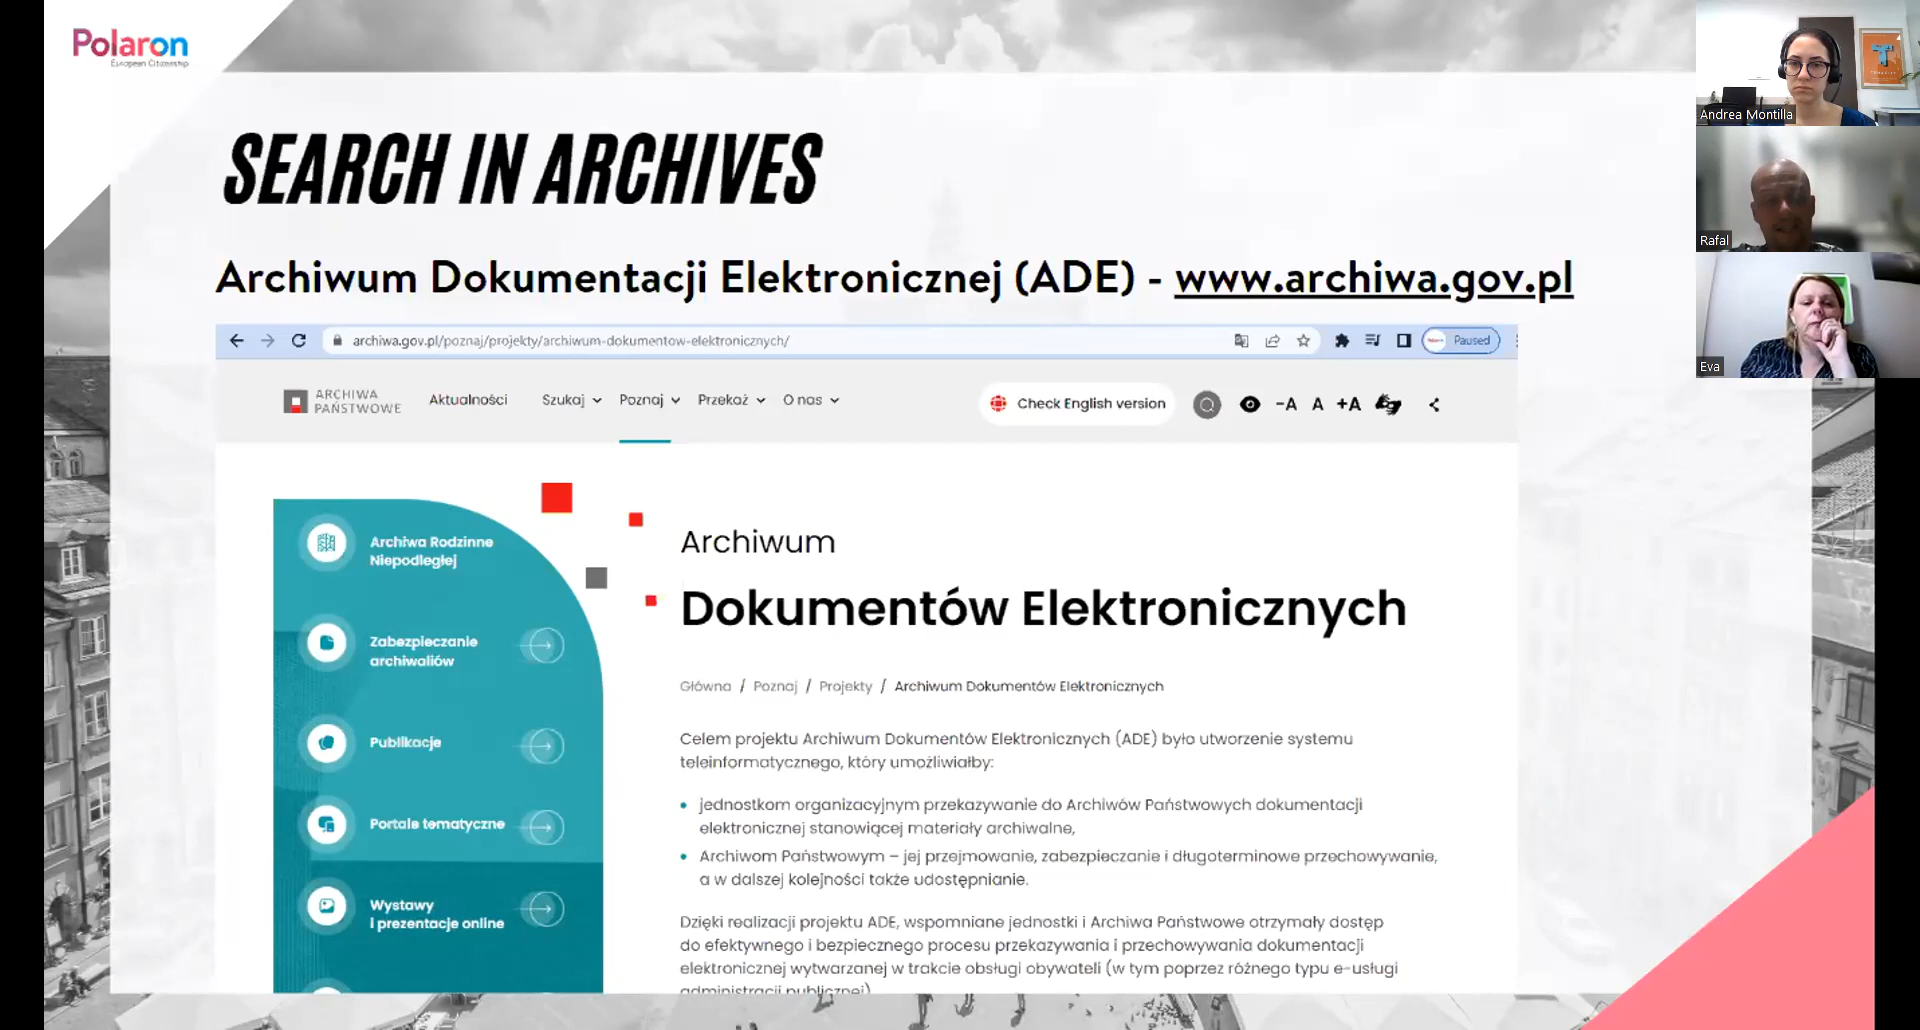 Polaron
European Citizenship
SEARCH IN ARCHIVES
Archiwum Dokumentacji Elektronicznej (ADE) - www.archiwa.gov.pl
archiwa.gov.pl/poznaj/projekty/archiwum-dokumentow-elektronicznych/
Paused
ARCHIWA
PAŃSTWOWE
Aktualności
Szukaj
Poznaj
Przekaż
O nas
Check English version
-A A +A
Archiwa Rodzinne
Niepodległej
Zabezpieczanie
archiwaliów
Publikacje
Portale tematyczne
Wystawy
i prezentacje online
Archiwum
Dokumentów Elektronicznych
Główna / Poznaj / Projekty / Archiwum Dokumentów Elektronicznych
Celem projektu Archiwum Dokumentów Elektronicznych (ADE) było utworzenie systemu
teleinformatycznego, który umożliwiałby:
• jednostkom organizacyjnym przekazywanie do Archiwów Państwowych dokumentacji
elektronicznej stanowiącej materiały archiwalne,
• Archiwom Państwowym – jej przejmowanie, zabezpieczanie i długoterminowe przechowywanie,
a w dalszej kolejności także udostępnianie.
Dzięki realizacji projektu ADE, wspomniane jednostki i Archiwa Państwowe otrzymały dostęp
do efektywnego i bezpiecznego procesu przekazywania i przechowywania dokumentacji
elektronicznej wytwarzanej w trakcie obsługi obywateli (w tym poprzez różnego typu e-usługi
administracji publicznej)
Andrea Montilla
Rafal
Eva